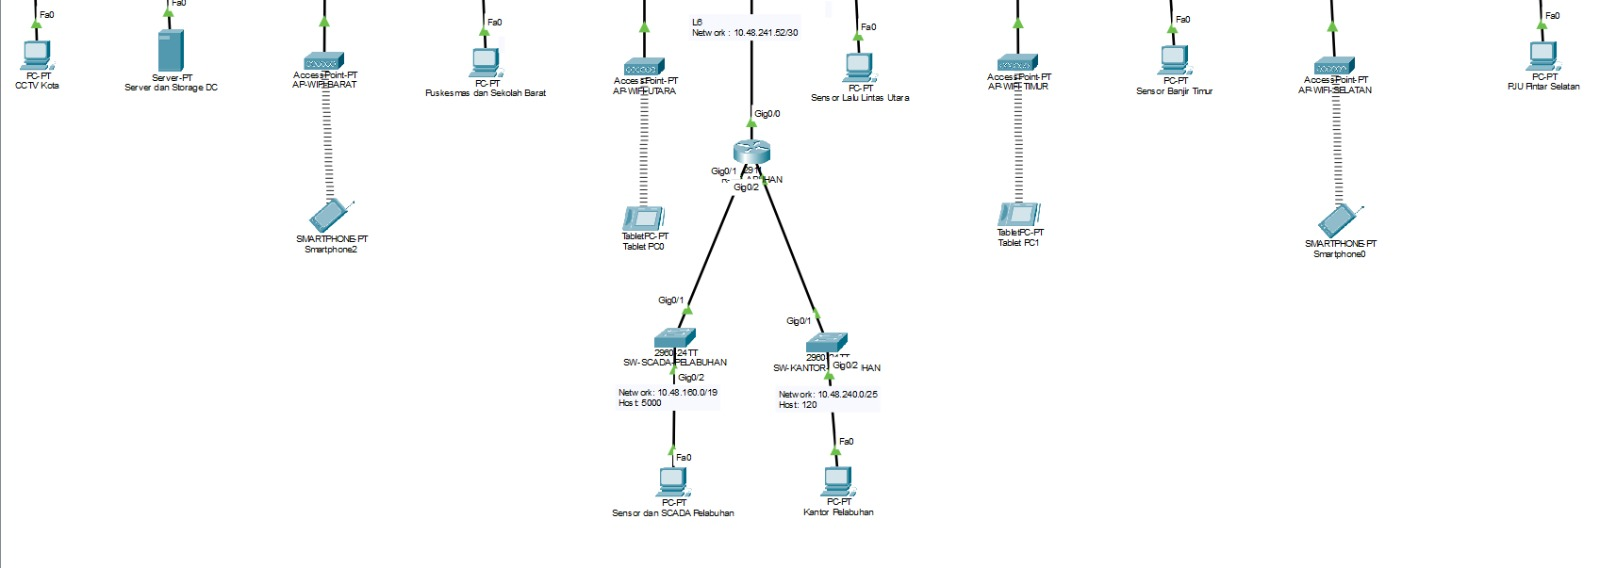 Fa0
PC-PT
CCTV Kota
Fa0
Server-PT
Server dan Storage DC
AccessPoint-PT
AP-WIFI-BARAT
SMARTPHONE-PT
Smartphone2
Fa0
PC-PT
Puskesmas dan Sekolah Barat
AccessPoint-PT
AP-WIFI-UTARA
TabletPC-PT
Tablet PC0
L6
Network : 10.48.241.52/30
Gig0/0
Gig0/1
Gig0/2
Fa0
PC-PT
Sensor Lalu Lintas Utara
AccessPoint-PT
AP-WIFI-TIMUR
TabletPC-PT
Tablet PC1
Fa0
PC-PT
Sensor Banjir Timur
AccessPoint-PT
AP-WIFI-SELATAN
SMARTPHONE-PT
Smartphone0
Fa0
PC-PT
PJU Pintar Selatan
Gig0/1
2960-24TT
SW-SCADA-PELABUHAN
Gig0/2
Network: 10.48.160.0/19
Host: 5000
Fa0
PC-PT
Sensor dan SCADA Pelabuhan
Gig0/1
Gig0/2
Network: 10.48.240.0/25
Host: 120
Fa0
PC-PT
Kantor Pelabuhan